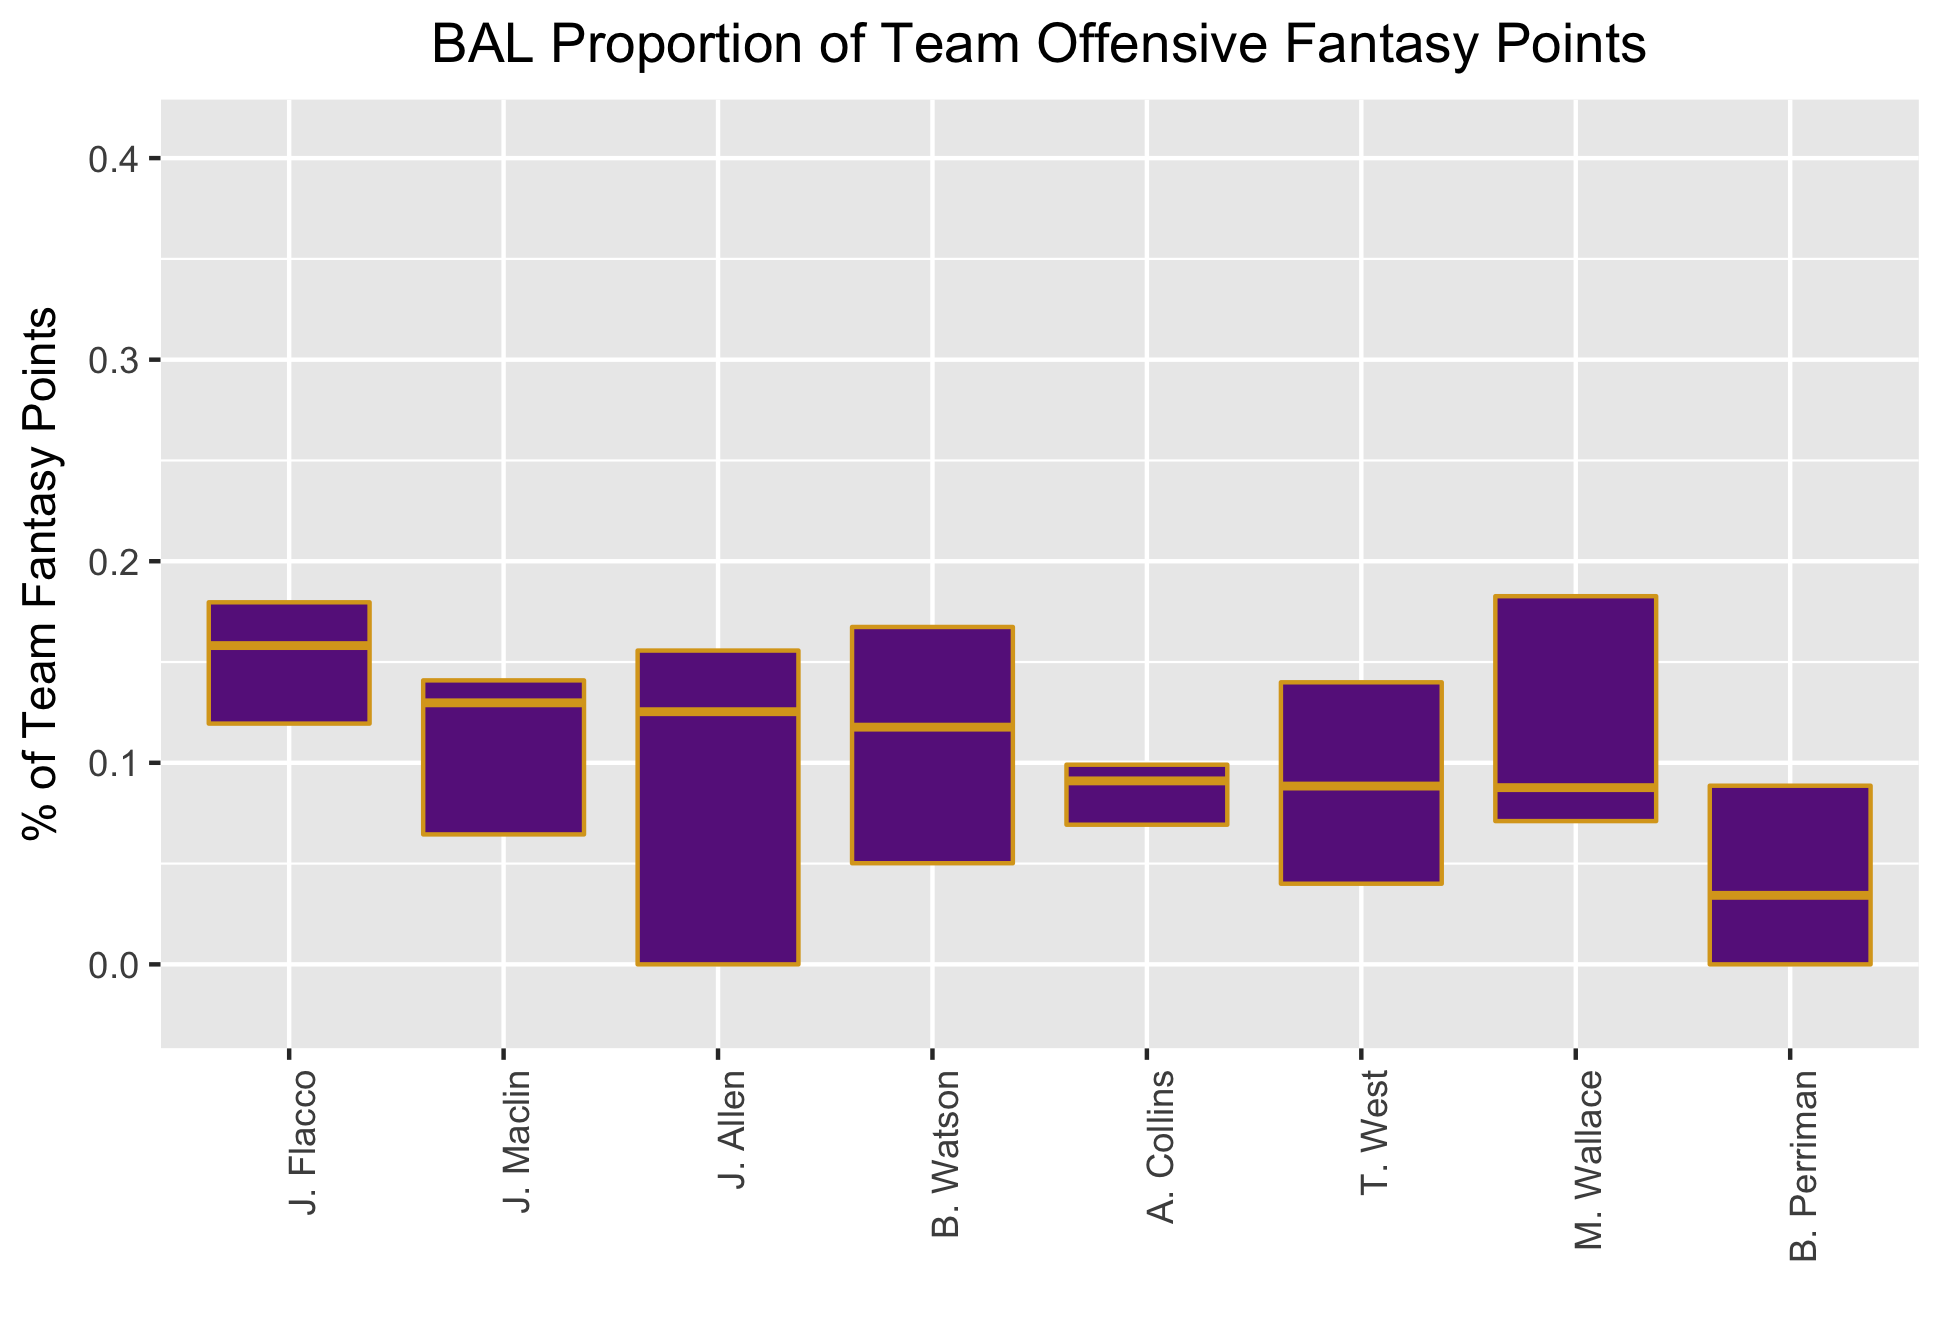 BAL Proportion of Team Offensive Fantasy Points
% of Team Fantasy Points
0.4
0.3
0.2
0.1
0.0
J. Flacco
J. Maclin
J. Allen
B. Watson
A. Collins
T. West
M. Wallace
B. Perriman